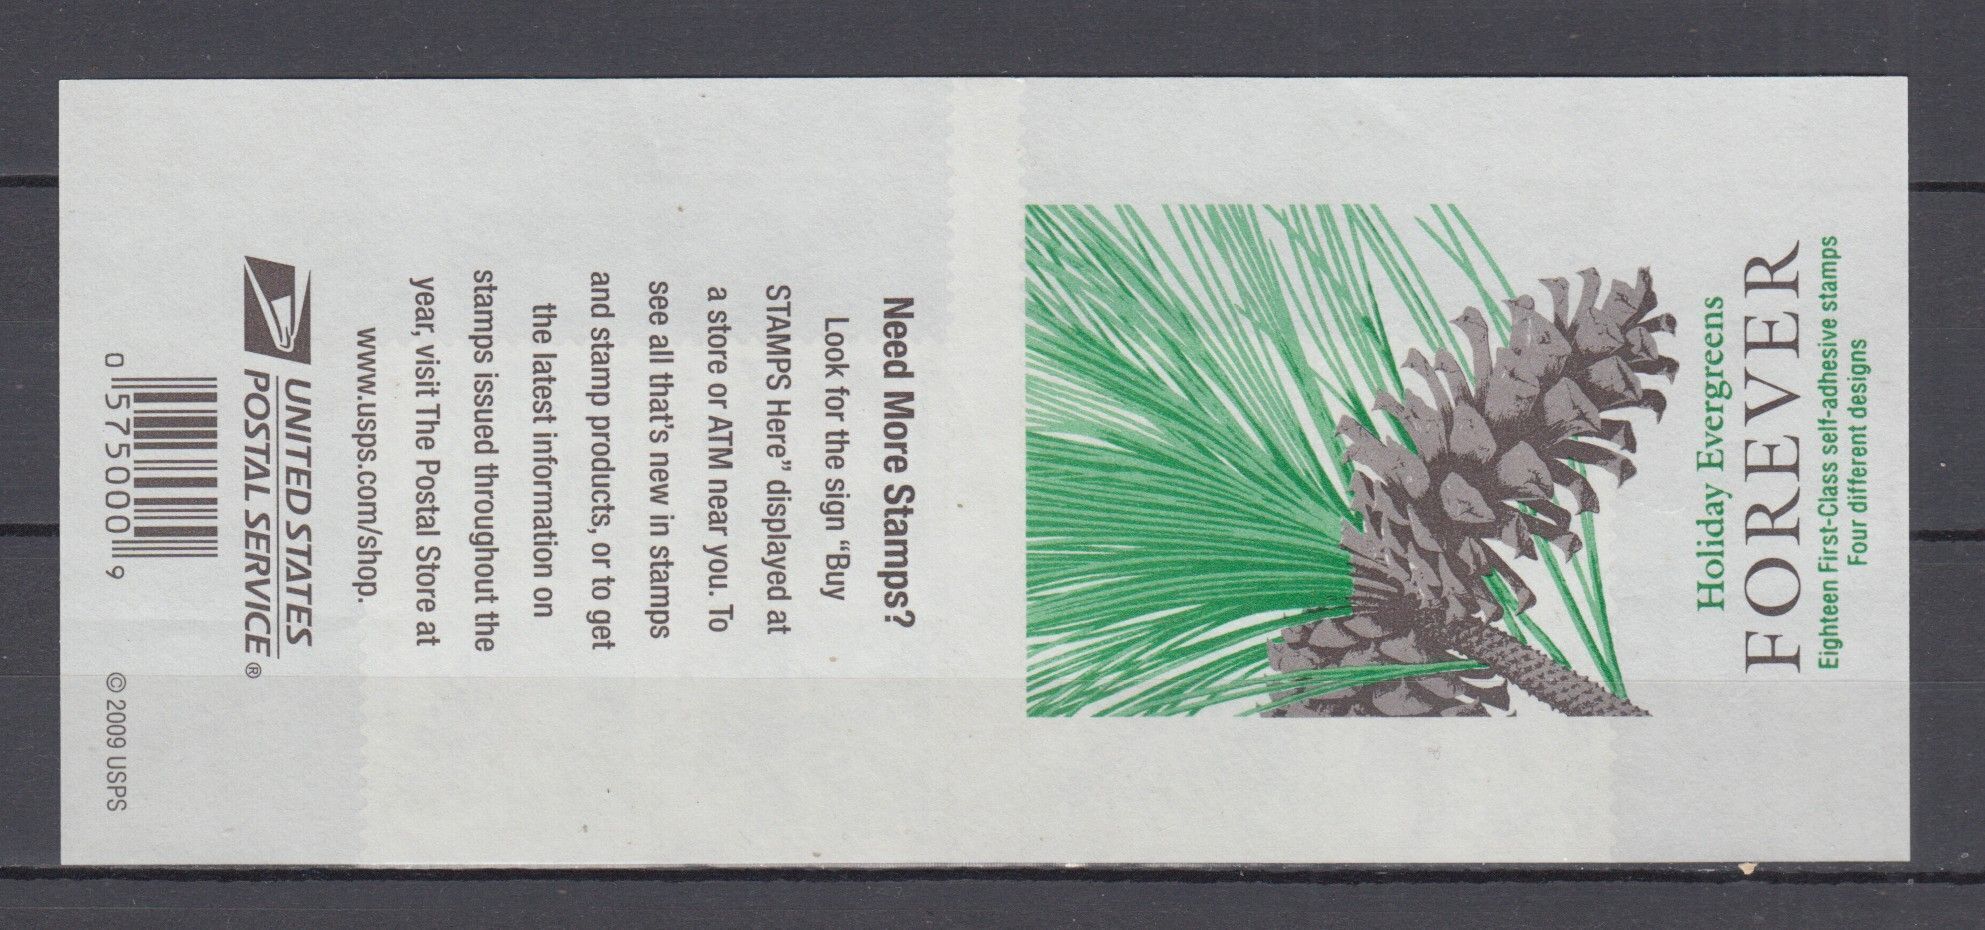 Holiday Evergreens
FOREVER
Eighteen First-Class self-adhesive stamps
Four different designs
Need More Stamps?
Look for the sign “Buy
STAMPS Here” displayed at
a store or ATM near you. To
see all that's new in stamps
and stamp products, or to get
the latest information on
stamps issued throughout the
year, visit The Postal Store at
www.usps.com/shop.
UNITED STATES
POSTAL SERVICE®
0 575000 9
© 2009 USPS